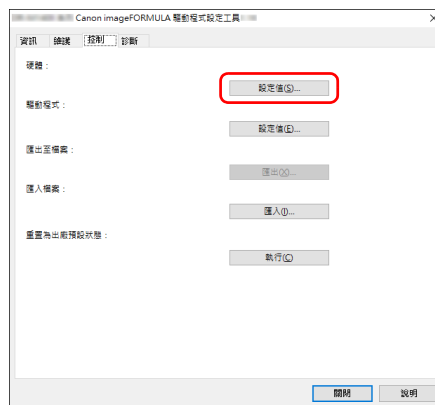 Canon imageFORMULA 驅動程式設定工具
資訊 維護 控制 診斷
硬體：
設定值(S)...
驅動程式：
設定值(E)...
匯出至檔案：
匯出(X)...
匯入檔案：
匯入(I)...
重置為出廠預設狀態：
執行(C)
關閉 說明